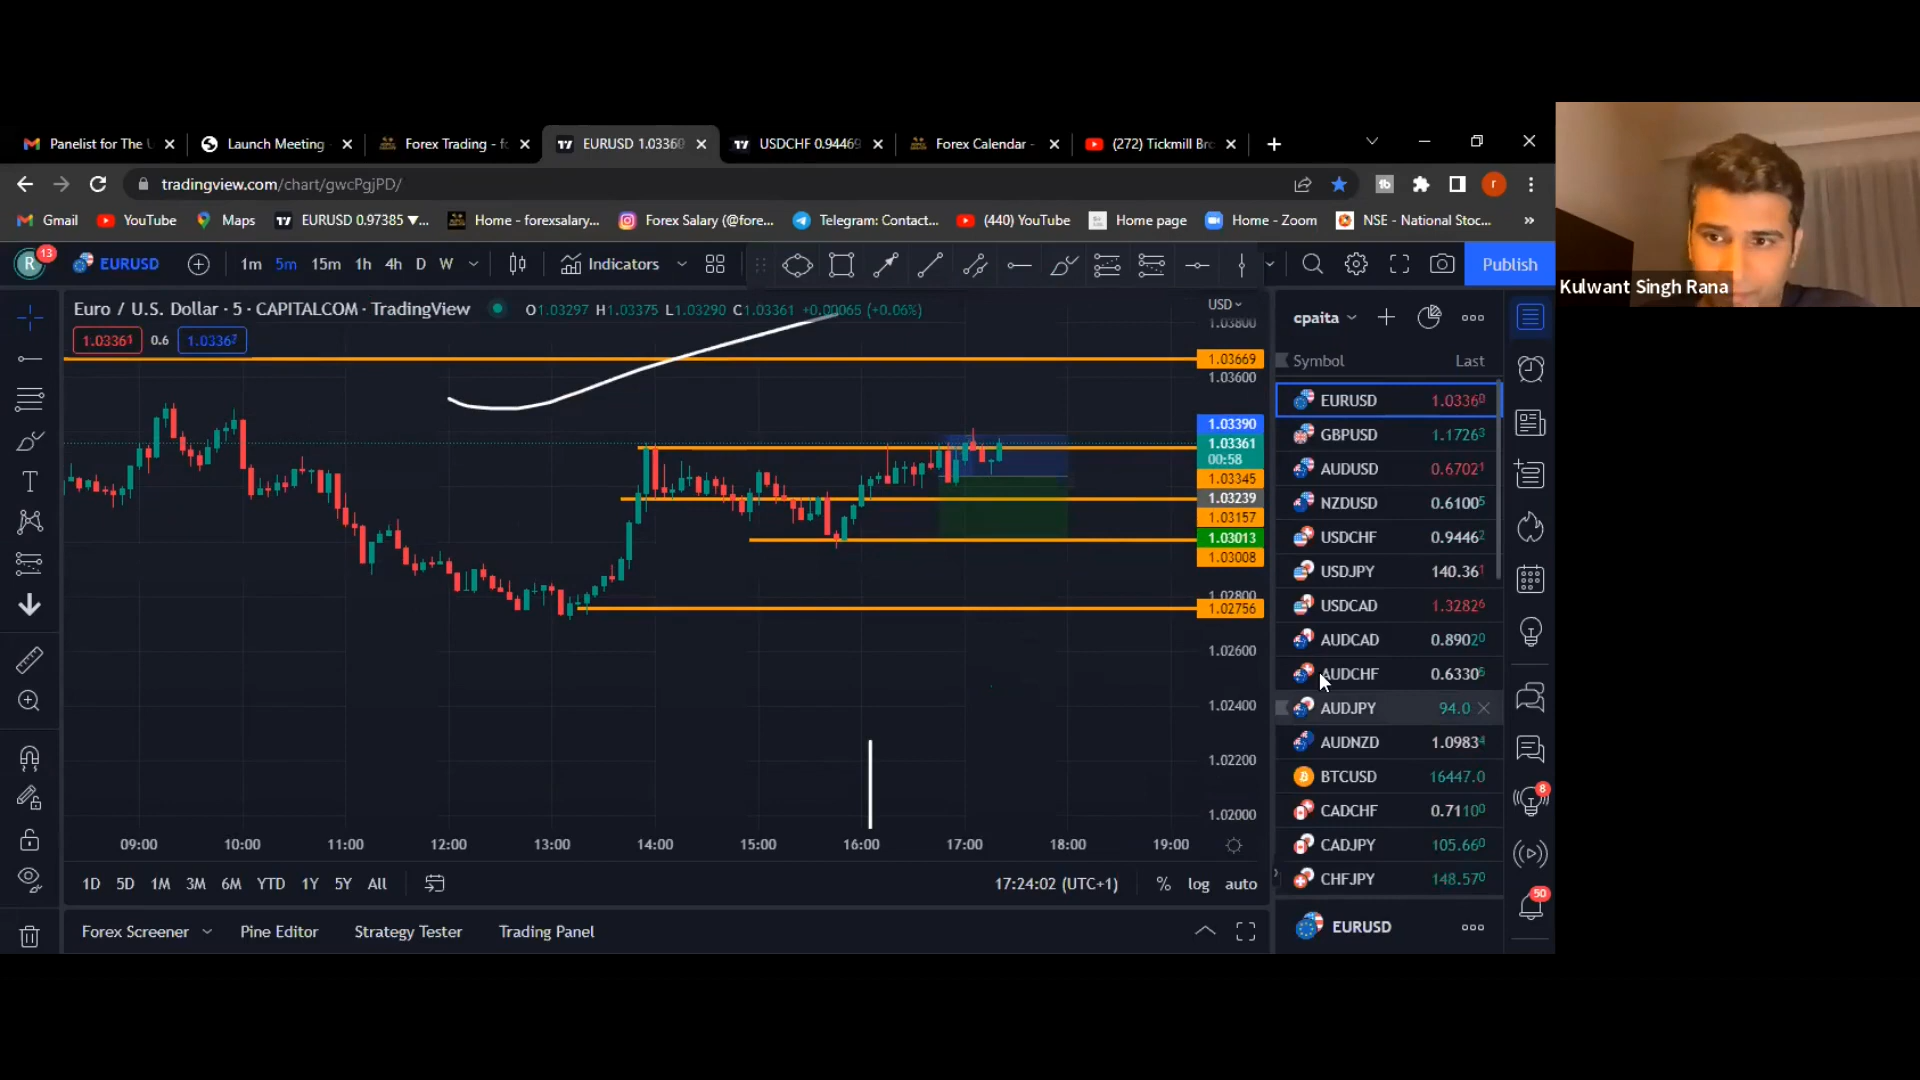 Panelist for The
Launch Meeting
Forex Trading - fo
EURUSD 1.03360
USDCHF 0.94469
Forex Calendar -
(272) Tickmill Bro
tradingview.com/chart/gwcPgjPD/
Gmail
YouTube
Maps
EURUSD 0.97385 ▼...
Home - forexsalary...
Forex Salary (@fore...
Telegram: Contact...
(440) YouTube
Home page
Home - Zoom
NSE - National Stoc...
»
R 13
EURUSD
1m 5m 15m 1h 4h D W
Indicators
Publish
Kulwant Singh Rana
Euro / U.S. Dollar · 5 · CAPITALCOM · TradingView
O1.03297 H1.03375 L1.03290 C1.03361 +0.00065 (+0.06%)
1.03361 0.6 1.03367
USD
1.03800
1.03669
1.03600
1.03390
1.03361
00:58
1.03345
1.03239
1.03157
1.03013
1.03008
1.02800
1.02756
1.02600
1.02400
1.02200
1.02000
09:00 10:00 11:00 12:00 13:00 14:00 15:00 16:00 17:00 18:00 19:00
1D 5D 1M 3M 6M YTD 1Y 5Y All
17:24:02 (UTC+1)
% log auto
Forex Screener
Pine Editor
Strategy Tester
Trading Panel
cpaita
Symbol Last
EURUSD 1.03360
GBPUSD 1.17263
AUDUSD 0.67021
NZDUSD 0.61005
USDCHF 0.94462
USDJPY 140.361
USDCAD 1.32826
AUDCAD 0.89020
AUDCHF 0.6330
AUDJPY 94.0
AUDNZD 1.09834
BTCUSD 16447.0
CADCHF 0.71100
CADJPY 105.660
CHFJPY 148.570
EURUSD
8
50